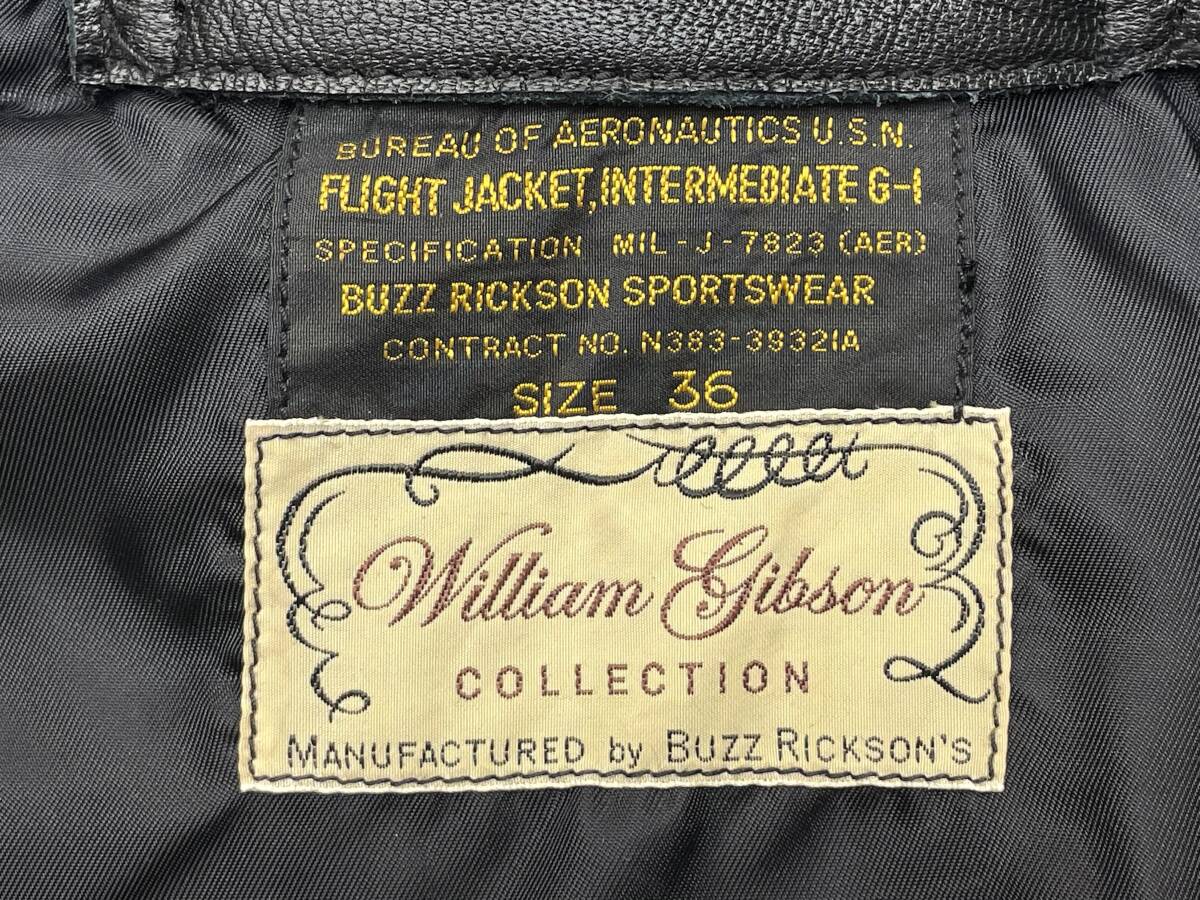 BUREAU OF AERONAUTICS U.S.N.
FLIGHT JACKET, INTERMEDIATE G-1
SPECIFICATION MIL-J-7823 (AER)
BUZZ RICKSON SPORTSWEAR
CONTRACT NO. N383-39321A
SIZE 36
William Gibson
COLLECTION
MANUFACTURED by BUZZ RICKSON'S